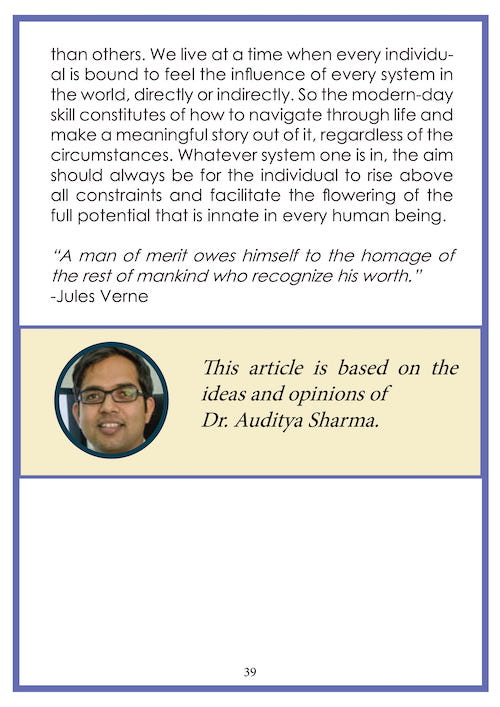 than others. We live at a time when every individu-
al is bound to feel the influence of every system in
the world, directly or indirectly. So the modern-day
skill constitutes of how to navigate through life and
make a meaningful story out of it, regardless of the
circumstances. Whatever system one is in, the aim
should always be for the individual to rise above
all constraints and facilitate the flowering of the
full potential that is innate in every human being.
“A man of merit owes himself to the homage of
the rest of mankind who recognize his worth.”
-Jules Verne
This article is based on the
ideas and opinions of
Dr. Auditya Sharma.
39